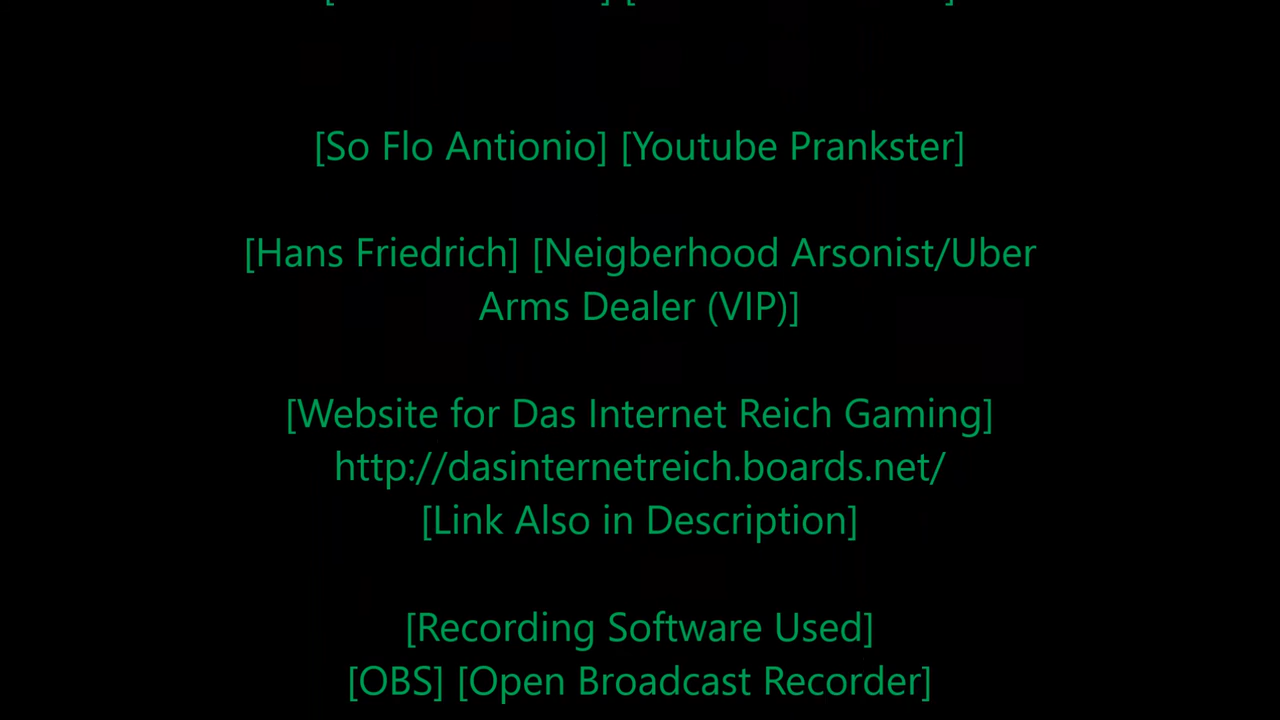 [So Flo Antionio] [Youtube Prankster]
[Hans Friedrich] [Neigberhood Arsonist/Uber
Arms Dealer (VIP)]
[Website for Das Internet Reich Gaming]
http://dasinternetreich.boards.net/
[Link Also in Description]
[Recording Software Used]
[OBS] [Open Broadcast Recorder]